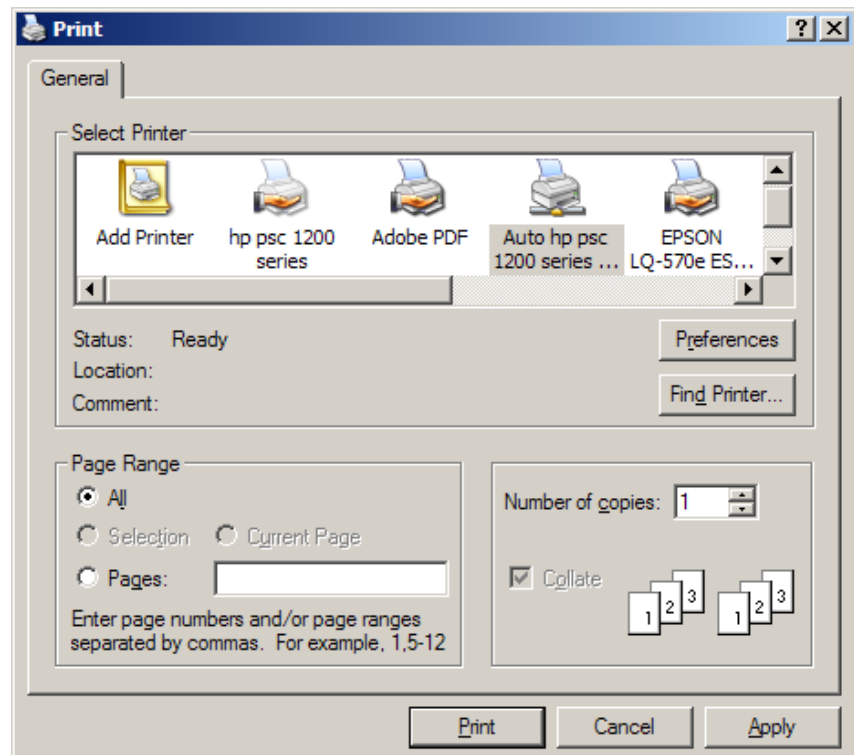 Print
General
Select Printer
Add Printer
hp psc 1200
series
Adobe PDF
Auto hp psc
1200 series ...
EPSON
LQ-570e ES...
Status: Ready
Preferences
Location:
Comment:
Find Printer...
Page Range
All
Selection Current Page
Pages:
Enter page numbers and/or page ranges
separated by commas. For example, 1,5-12
Number of copies: 1
Collate
1 2 3 1 2 3
Print Cancel Apply